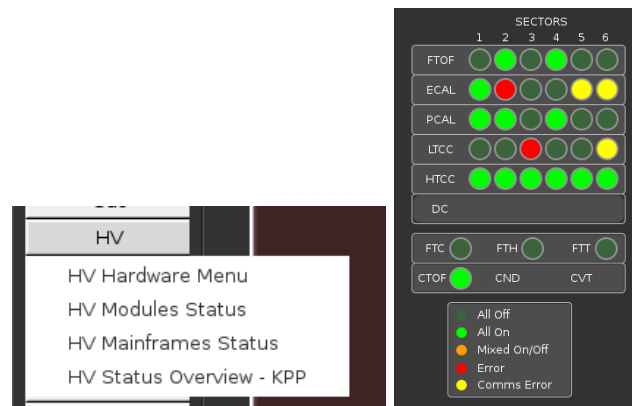 HV
HV Hardware Menu
HV Modules Status
HV Mainframes Status
HV Status Overview - KPP
SECTORS
1 2 3 4 5 6
FTOF
ECAL
PCAL
LTCC
HTCC
DC
FTC FTH FTT
CTOF CND CVT
All Off
All On
Mixed On/Off
Error
Comms Error